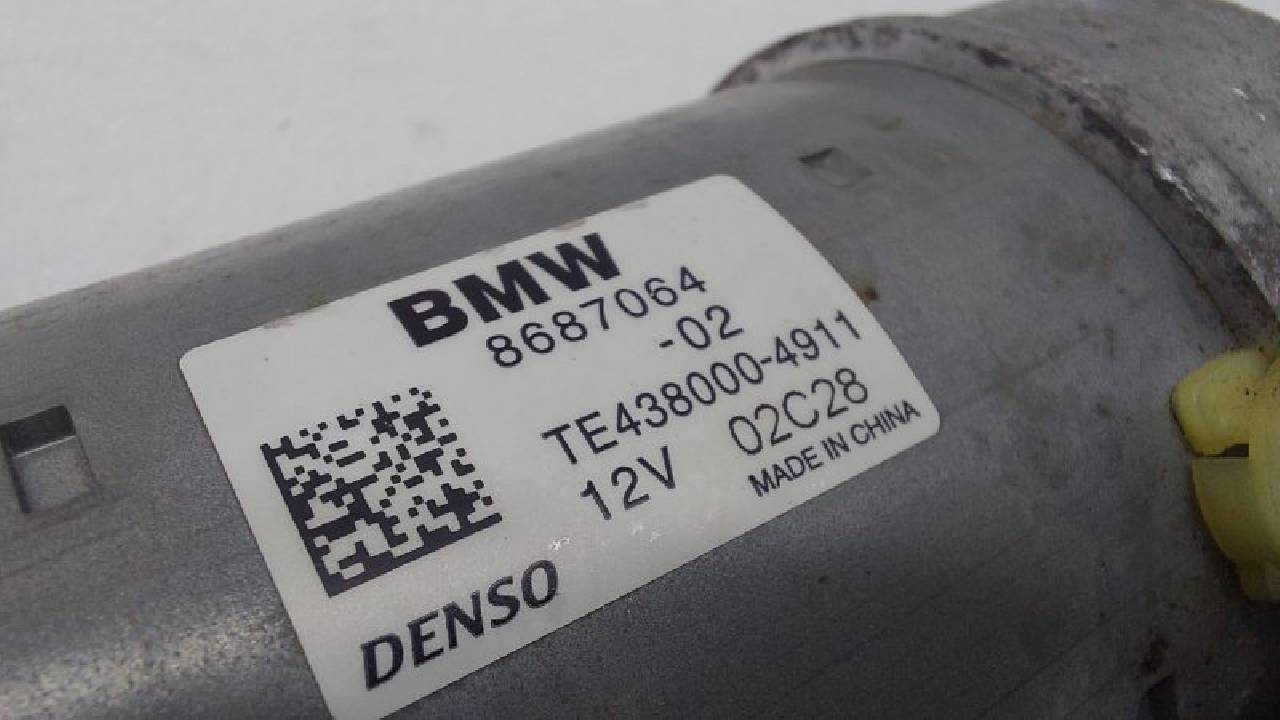 BMW
8687064
-02
TE438000-4911
12V 02C28
MADE IN CHINA
DENSO